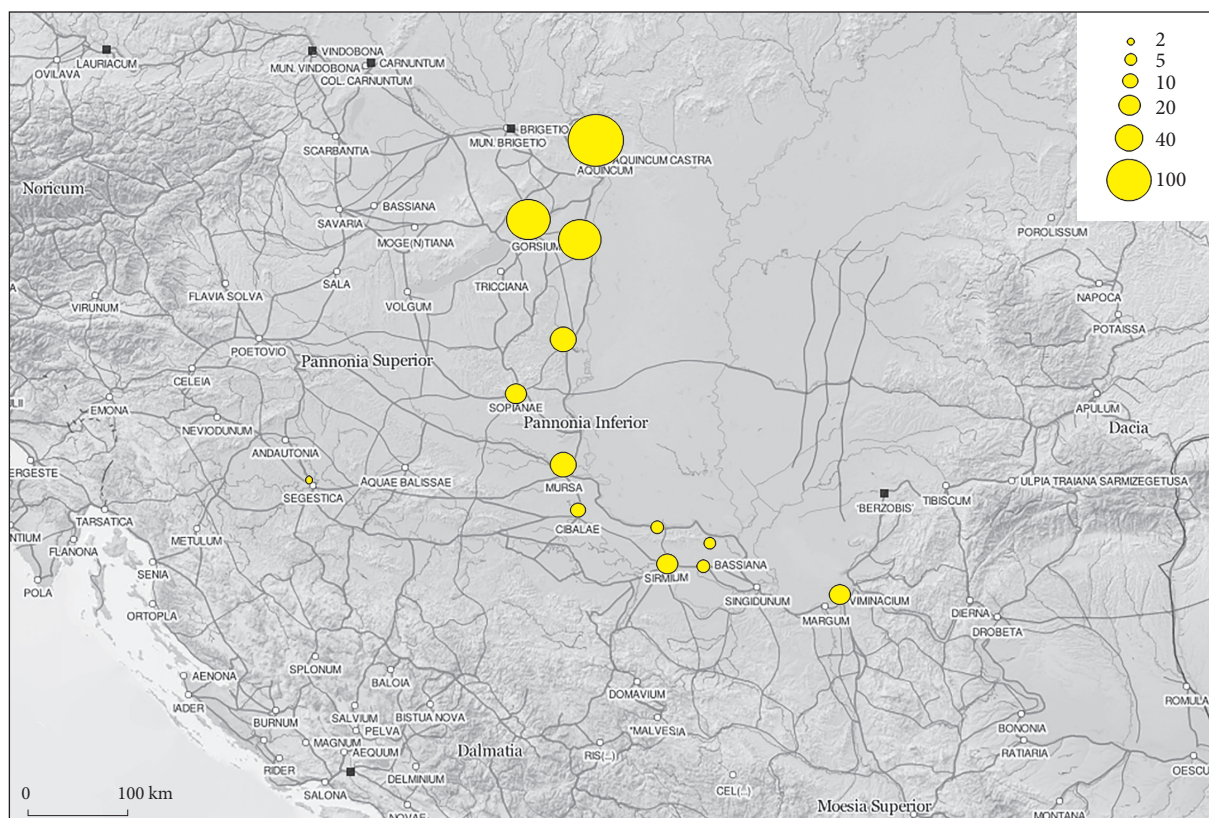 2
5
10
20
40
100
LAURIACUM
OVILAVA
VINDOBONA
MUN. VINDOBONA
CARNUNTUM
COL. CARNUNTUM
BRIGETIO
MUN. BRIGETIO
SCARBANTIA
AQUINCUM CASTRA
AQUINCUM
Noricum
BASSIANA
SAVARIA
MOGE(N)TIANA
GORSIUM
POROLISSUM
SALA
TRICCIANA
FLAVIA SOLVA
VOLGUM
VIRUNUM
NAPOCA
POTAISSA
POETOVIO
Pannonia Superior
CELEIA
EMONA
SOPIANAE
APULUM
Pannonia Inferior
Dacia
NEVIODUNUM
ANDAUTONIA
ERGESTE
AQUAE BALISSAE
SEGESTICA
MURSA
ULPIA TRAIANA SARMIZEGETUSA
TIBISCUM
'BERZOBIS'
TARSATICA
CIBALAE
ENTIUM
FLANONA
METULUM
BASSIANA
SIRMIUM
POLA
SENIA
SINGIDUNUM
VIMINACIUM
MARGUM
DIERNA
DROBETA
ORTOPLA
SPLONUM
AENONA
BALOIA
DOMAVIUM
IADER
BURNUM
SALVIUM
BISTUA NOVA
PELVA
*MALVESIA
ROMULA
BONONIA
MAGNUM
AEQUUM
Dalmatia
RIS(...)
RATIARIA
RIDER
DELMINIUM
OESCU
CEL(...)
SALONA
NOVAE
Moesia Superior
MONTANA
0
100 km